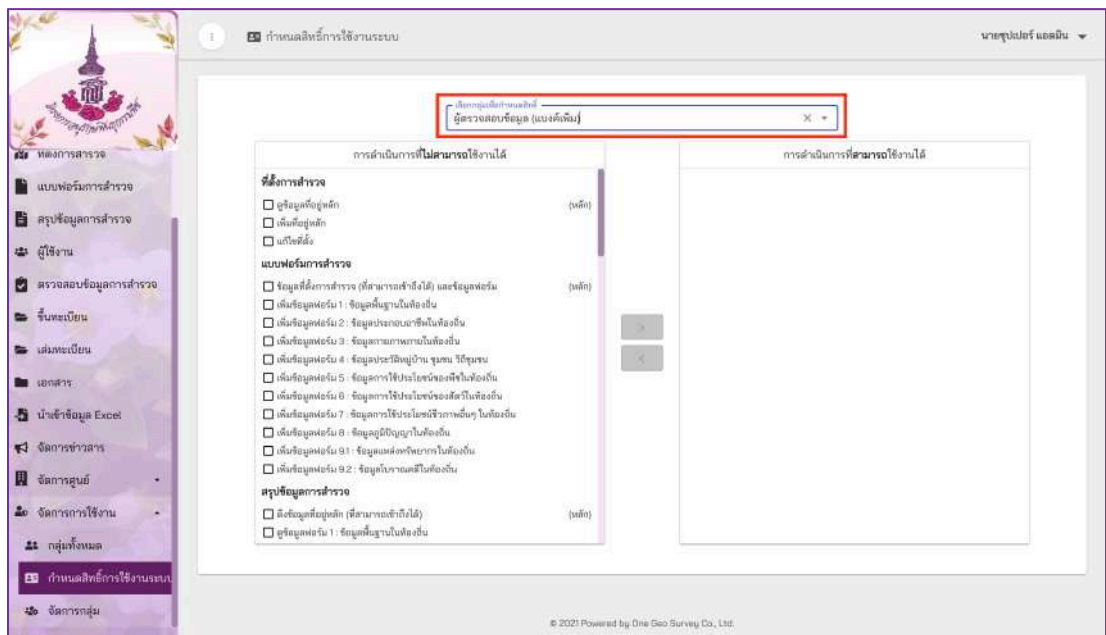 กำหนดสิทธิ์การใช้งานระบบ
นายซุปเปอร์ แอดมิน
เลือกกลุ่มเพื่อกำหนดสิทธิ์
ผู้ตรวจสอบข้อมูล (แบงค์เพิ่ม)
การดำเนินการที่ไม่สามารถใช้งานได้
ที่ตั้งการสำรวจ
ดูข้อมูลที่อยู่หลัก (หลัก)
เพิ่มที่อยู่หลัก
แก้ไขที่ตั้ง
แบบฟอร์มการสำรวจ
ข้อมูลที่ตั้งการสำรวจ (ที่สามารถเข้าถึงได้) และข้อมูลฟอร์ม (หลัก)
เพิ่มข้อมูลฟอร์ม 1 : ข้อมูลพื้นฐานในท้องถิ่น
เพิ่มข้อมูลฟอร์ม 2 : ข้อมูลประกอบอาชีพในท้องถิ่น
เพิ่มข้อมูลฟอร์ม 3 : ข้อมูลกายภาพภายในท้องถิ่น
เพิ่มข้อมูลฟอร์ม 4 : ข้อมูลประวัติหมู่บ้าน ชุมชน วิถีชุมชน
เพิ่มข้อมูลฟอร์ม 5 : ข้อมูลการใช้ประโยชน์ของพืชในท้องถิ่น
เพิ่มข้อมูลฟอร์ม 6 : ข้อมูลการใช้ประโยชน์ของสัตว์ในท้องถิ่น
เพิ่มข้อมูลฟอร์ม 7 : ข้อมูลการใช้ประโยชน์ชีวภาพอื่นๆ ในท้องถิ่น
เพิ่มข้อมูลฟอร์ม 8 : ข้อมูลภูมิปัญญาในท้องถิ่น
เพิ่มข้อมูลฟอร์ม 9.1 : ข้อมูลแหล่งทรัพยากรในท้องถิ่น
เพิ่มข้อมูลฟอร์ม 9.2 : ข้อมูลโบราณคดีในท้องถิ่น
สรุปข้อมูลการสำรวจ
ดึงข้อมูลที่อยู่หลัก (ที่สามารถเข้าถึงได้) (หลัก)
ดูข้อมูลฟอร์ม 1 : ข้อมูลพื้นฐานในท้องถิ่น
>
<
การดำเนินการที่สามารถใช้งานได้
ที่ตั้งการสำรวจ
แบบฟอร์มการสำรวจ
สรุปข้อมูลการสำรวจ
ผู้ใช้งาน
ตรวจสอบข้อมูลการสำรวจ
ขึ้นทะเบียน
เล่มทะเบียน
เอกสาร
นำเข้าข้อมูล Excel
จัดการข่าวสาร
จัดการศูนย์
จัดการการใช้งาน
กลุ่มทั้งหมด
กำหนดสิทธิ์การใช้งานระบบ
จัดการกลุ่ม
© 2021 Powered by One Geo Survey Co., Ltd.